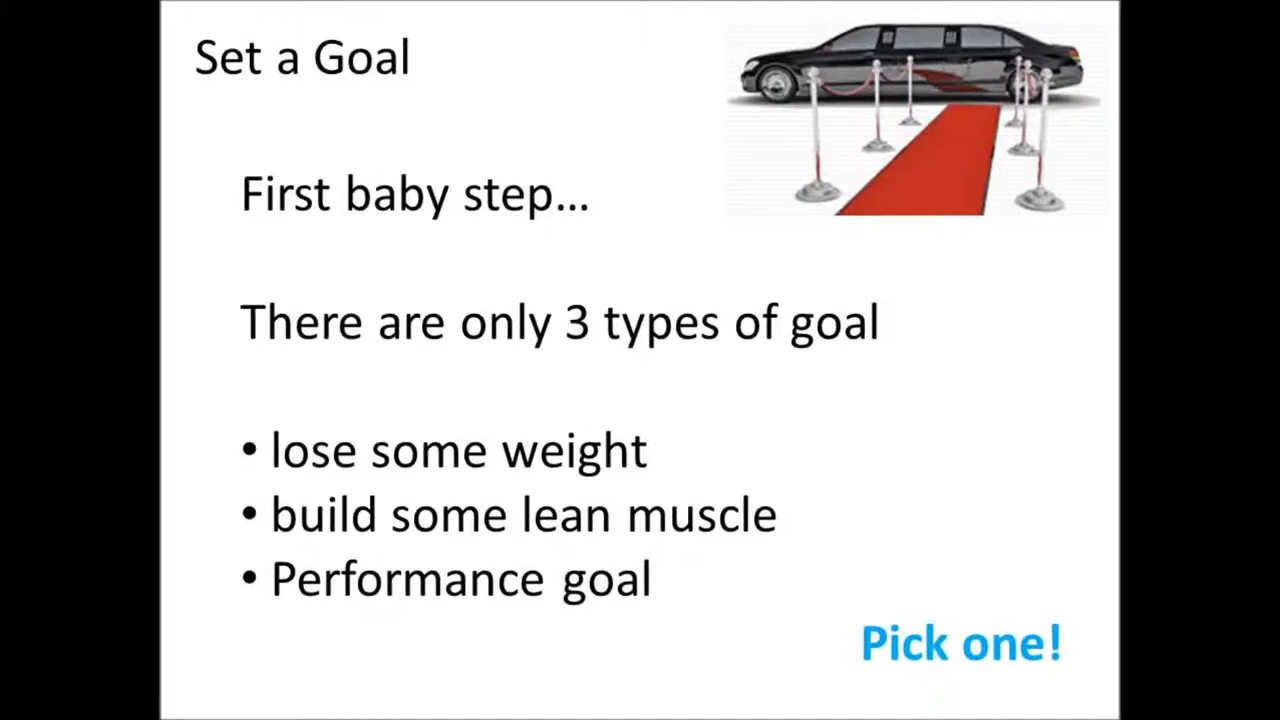 Set a Goal
First baby step...
There are only 3 types of goal
• lose some weight
• build some lean muscle
• Performance goal
Pick one!